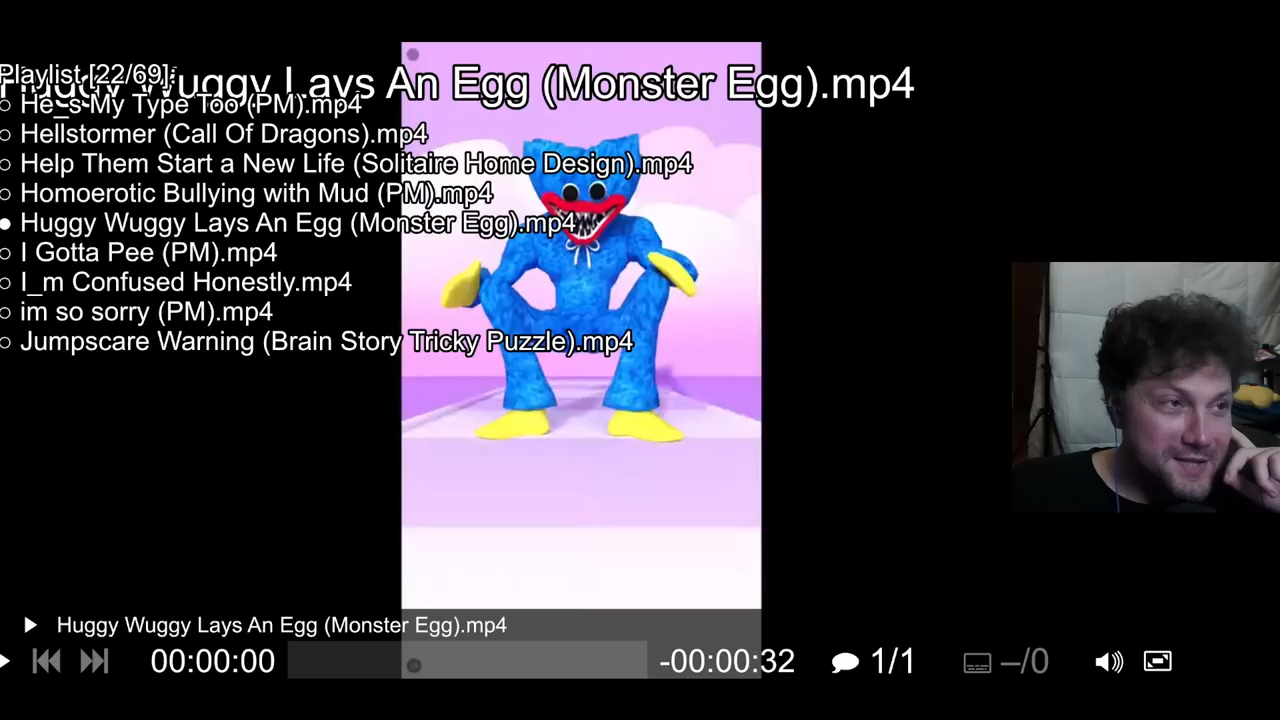 Playlist [22/69]:
Huggy Wuggy Lays An Egg (Monster Egg).mp4
○ He_s My Type Too (PM).mp4
○ Hellstormer (Call Of Dragons).mp4
○ Help Them Start a New Life (Solitaire Home Design).mp4
○ Homoerotic Bullying with Mud (PM).mp4
● Huggy Wuggy Lays An Egg (Monster Egg).mp4
○ I Gotta Pee (PM).mp4
○ I_m Confused Honestly.mp4
○ im so sorry (PM).mp4
○ Jumpscare Warning (Brain Story Tricky Puzzle).mp4
Huggy Wuggy Lays An Egg (Monster Egg).mp4
00:00:00 -00:00:32 1/1 –/0